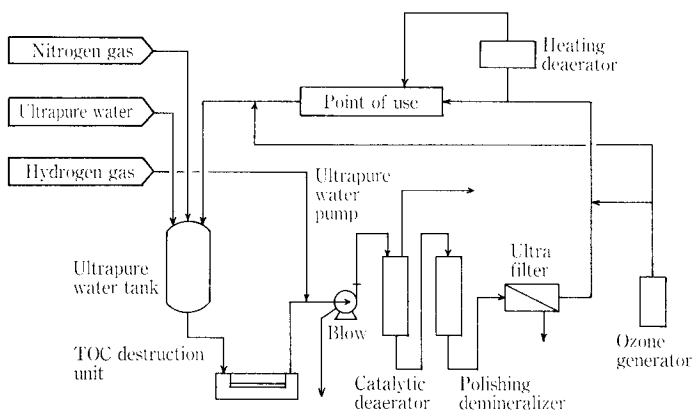 Nitrogen gas
Ultrapure water
Hydrogen gas
Heating
deaerator
Point of use
Ultrapure
water
pump
Ultrapure
water tank
Ultra
filter
Blow
TOC destruction
unit
Catalytic
deaerator
Polishing
demineralizer
Ozone
generator